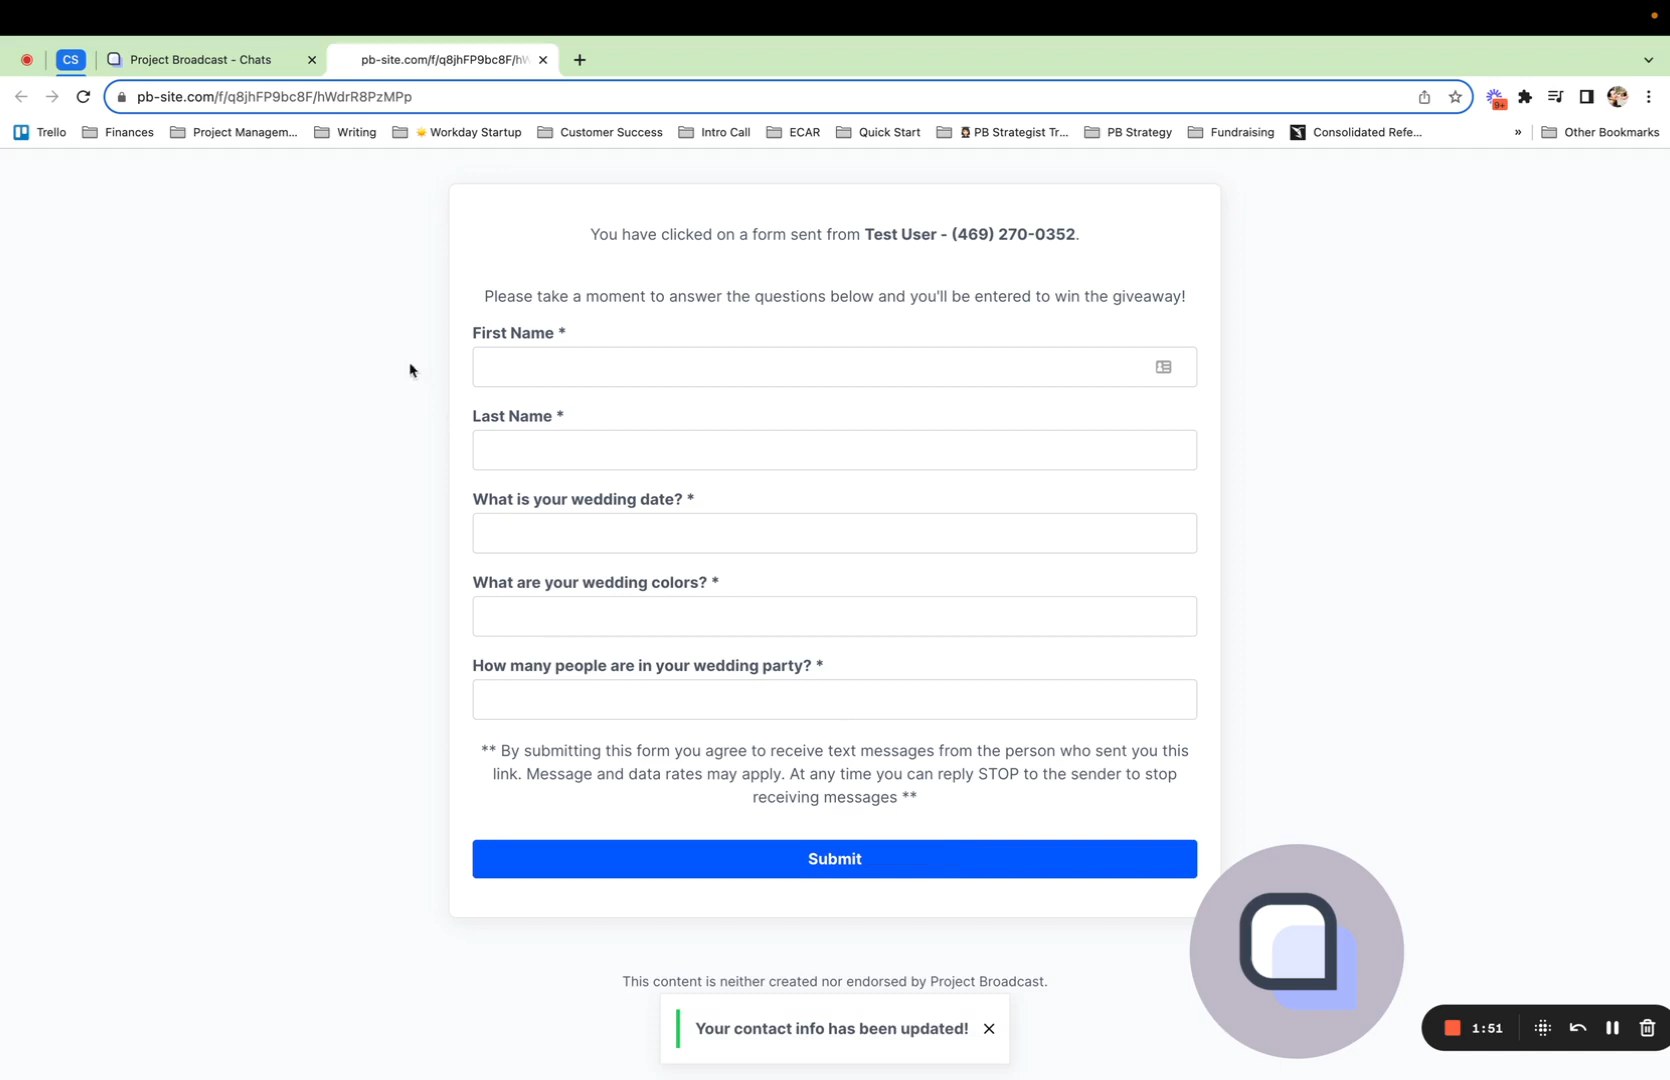 CS
Project Broadcast - Chats
pb-site.com/f/q8jhFP9bc8F/hW
pb-site.com/f/q8jhFP9bc8F/hWdrR8PzMPp
9+
Trello
Finances
Project Managem...
Writing
Workday Startup
Customer Success
Intro Call
ECAR
Quick Start
PB Strategist Tr...
PB Strategy
Fundraising
Consolidated Refe...
»
Other Bookmarks
You have clicked on a form sent from Test User - (469) 270-0352.
Please take a moment to answer the questions below and you'll be entered to win the giveaway!
First Name *
Last Name *
What is your wedding date? *
What are your wedding colors? *
How many people are in your wedding party? *
** By submitting this form you agree to receive text messages from the person who sent you this
link. Message and data rates may apply. At any time you can reply STOP to the sender to stop
receiving messages **
Submit
This content is neither created nor endorsed by Project Broadcast.
Your contact info has been updated!
1:51